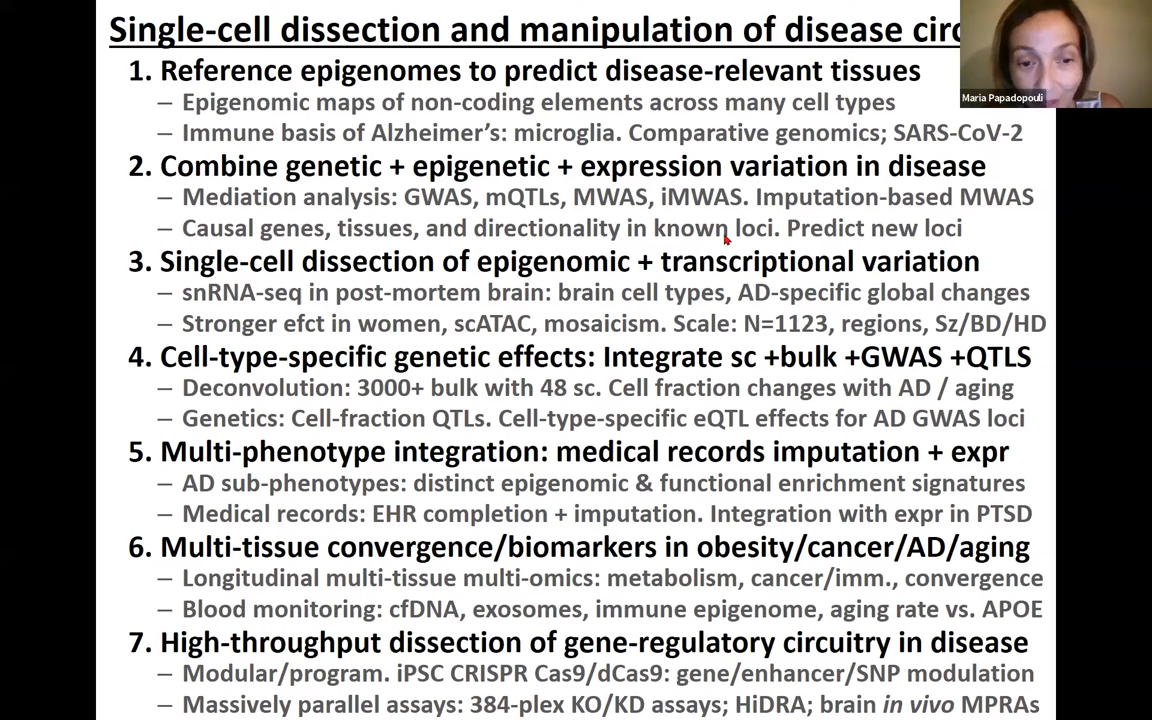 Single-cell dissection and manipulation of disease
Maria Papadopouli
1. Reference epigenomes to predict disease-relevant tissues
– Epigenomic maps of non-coding elements across many cell types
– Immune basis of Alzheimer's: microglia. Comparative genomics; SARS-CoV-2
2. Combine genetic + epigenetic + expression variation in disease
– Mediation analysis: GWAS, mQTLs, MWAS, iMWAS. Imputation-based MWAS
– Causal genes, tissues, and directionality in known loci. Predict new loci
3. Single-cell dissection of epigenomic + transcriptional variation
– snRNA-seq in post-mortem brain: brain cell types, AD-specific global changes
– Stronger efct in women, scATAC, mosaicism. Scale: N=1123, regions, Sz/BD/HD
4. Cell-type-specific genetic effects: Integrate sc +bulk +GWAS +QTLS
– Deconvolution: 3000+ bulk with 48 sc. Cell fraction changes with AD / aging
– Genetics: Cell-fraction QTLs. Cell-type-specific eQTL effects for AD GWAS loci
5. Multi-phenotype integration: medical records imputation + expr
– AD sub-phenotypes: distinct epigenomic & functional enrichment signatures
– Medical records: EHR completion + imputation. Integration with expr in PTSD
6. Multi-tissue convergence/biomarkers in obesity/cancer/AD/aging
– Longitudinal multi-tissue multi-omics: metabolism, cancer/imm., convergence
– Blood monitoring: cfDNA, exosomes, immune epigenome, aging rate vs. APOE
7. High-throughput dissection of gene-regulatory circuitry in disease
– Modular/program. iPSC CRISPR Cas9/dCas9: gene/enhancer/SNP modulation
– Massively parallel assays: 384-plex KO/KD assays; HiDRA; brain in vivo MPRAs